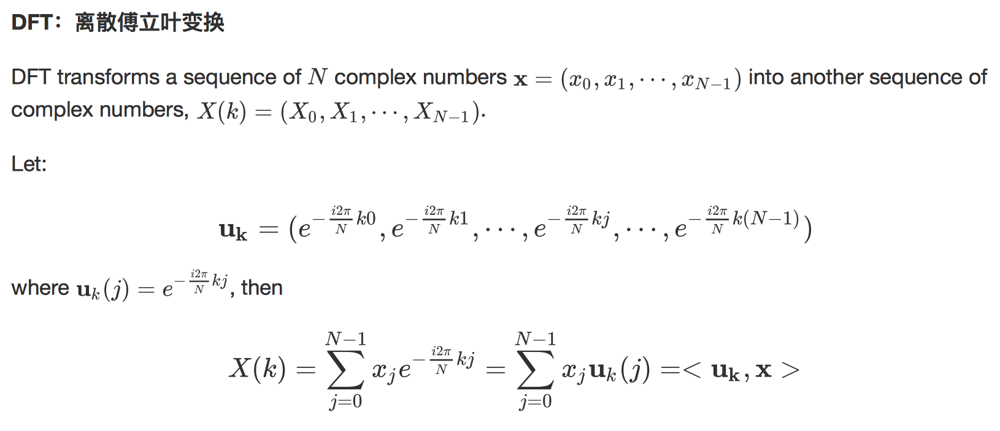 DFT：离散傅立叶变换
DFT transforms a sequence of $N$ complex numbers $\mathbf{x} = (x_0, x_1, \cdots, x_{N-1})$ into another sequence of
complex numbers, $X(k) = (X_0, X_1, \cdots, X_{N-1})$.
Let:
$\mathbf{u_k} = (e^{-\frac{i2\pi}{N}k0}, e^{-\frac{i2\pi}{N}k1}, \cdots, e^{-\frac{i2\pi}{N}kj}, \cdots, e^{-\frac{i2\pi}{N}k(N-1)})$
where $\mathbf{u}_k(j) = e^{-\frac{i2\pi}{N}kj}$, then
$X(k) = \sum_{j=0}^{N-1} x_j e^{-\frac{i2\pi}{N}kj} = \sum_{j=0}^{N-1} x_j \mathbf{u}_k(j) = < \mathbf{u_k}, \mathbf{x} >$